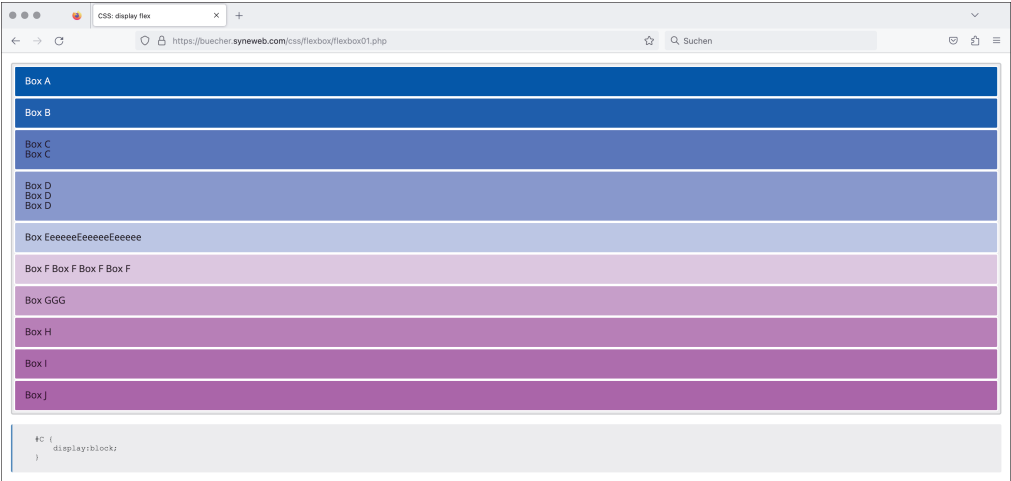 CSS: display flex
https://buecher.syneweb.com/css/flexbox/flexbox01.php
Suchen
Box A
Box B
Box C
Box C
Box D
Box D
Box D
Box EeeeeeEeeeeeEeeeee
Box F Box F Box F Box F
Box GGG
Box H
Box I
Box J
#C {
display:block;
}